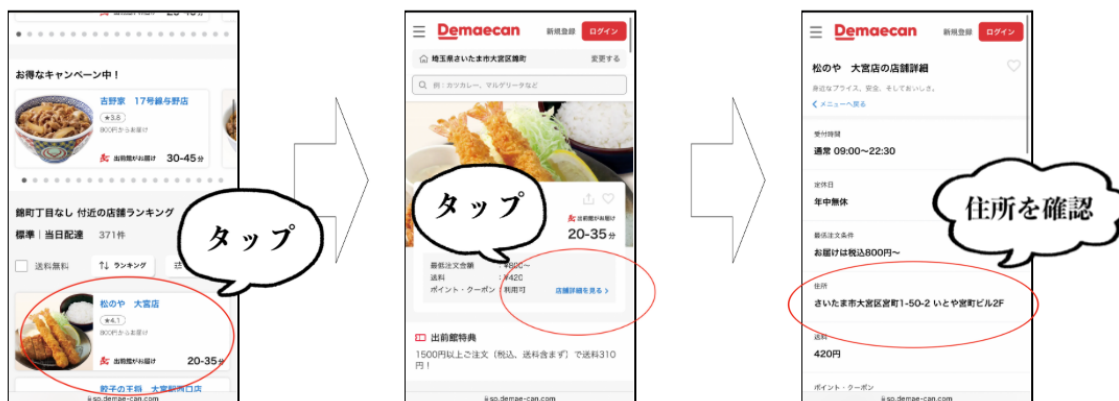 お得なキャンペーン中！
吉野家 17号線与野店
★3.8
800円からお届け
出前館がお届け 30-45分
錦町丁目なし 付近の店舗ランキング
標準｜当日配達 371件
送料無料
↑↓ ランキング
松のや 大宮店
★4.1
800円からお届け
出前館がお届け 20-35分
餃子の王将 大宮駅西口店
sp.demae-can.com
タップ
Demaecan
新規登録
ログイン
埼玉県さいたま市大宮区錦町
変更する
例：カツカレー、マルゲリータなど
タップ
出前館がお届け
20-35分
最低注文金額 ：¥800〜
送料 ：¥420
ポイント・クーポン：利用可
店舗詳細を見る >
出前館特典
1500円以上ご注文（税込、送料含まず）で送料310
円！
sp.demae-can.com
Demaecan
新規登録
ログイン
松のや 大宮店の店舗詳細
身近なプライス、安全、そしておいしさ。
< メニューへ戻る
受付時間
通常 09:00〜22:30
定休日
年中無休
最低注文条件
お届けは税込800円〜
住所
さいたま市大宮区宮町1-50-2 いとや宮町ビル2F
送料
420円
ポイント・クーポン
sp.demae-can.com
住所を確認